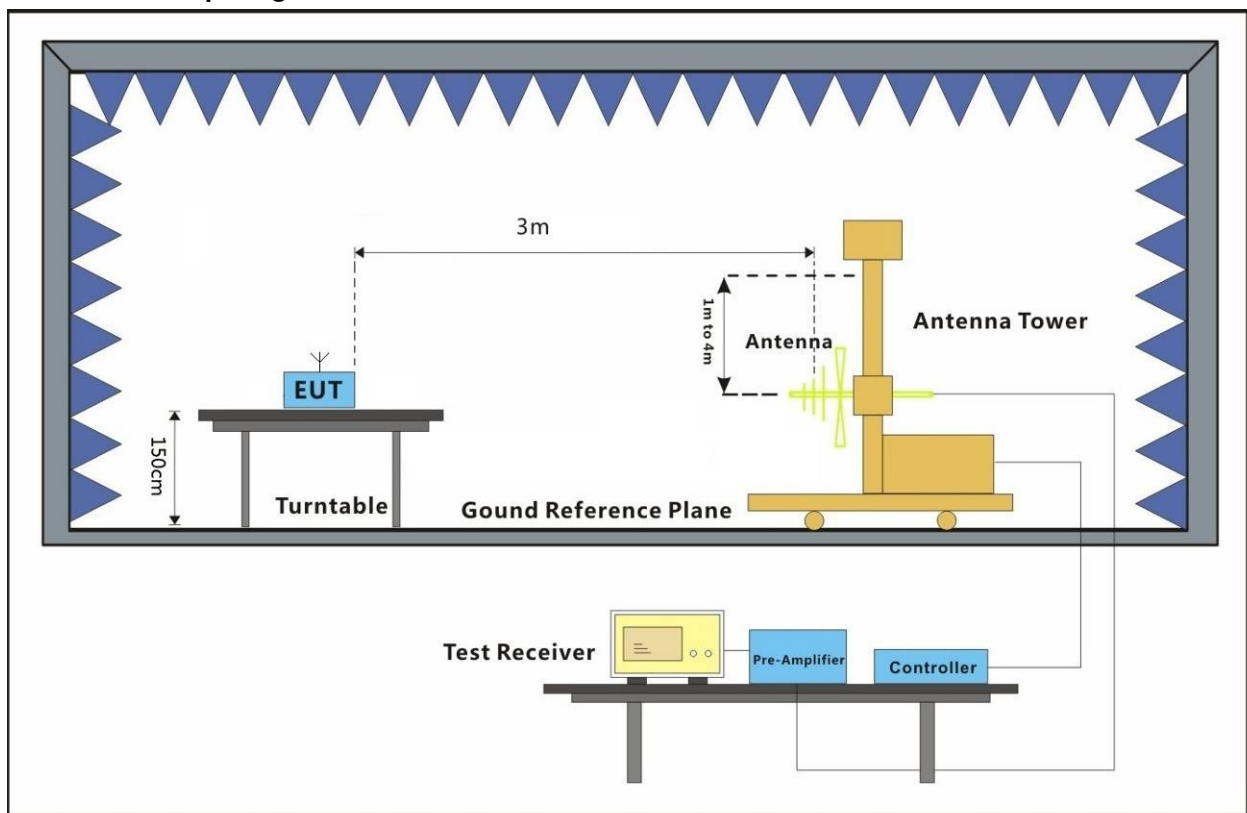 3m
1m to 4m
Antenna
Antenna Tower
EUT
150cm
Turntable
Gound Reference Plane
Test Receiver
Pre-Amplifier
Controller